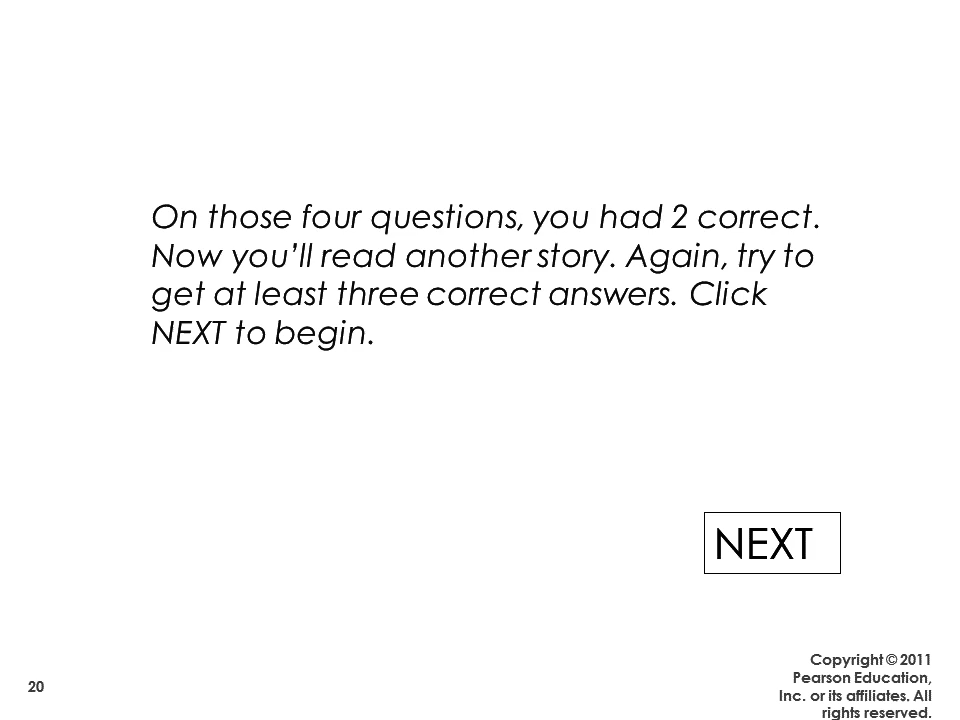 On those four questions, you had 2 correct.
Now you’ll read another story. Again, try to
get at least three correct answers. Click
NEXT to begin.
NEXT
20
Copyright © 2011
Pearson Education,
Inc. or its affiliates. All
rights reserved.